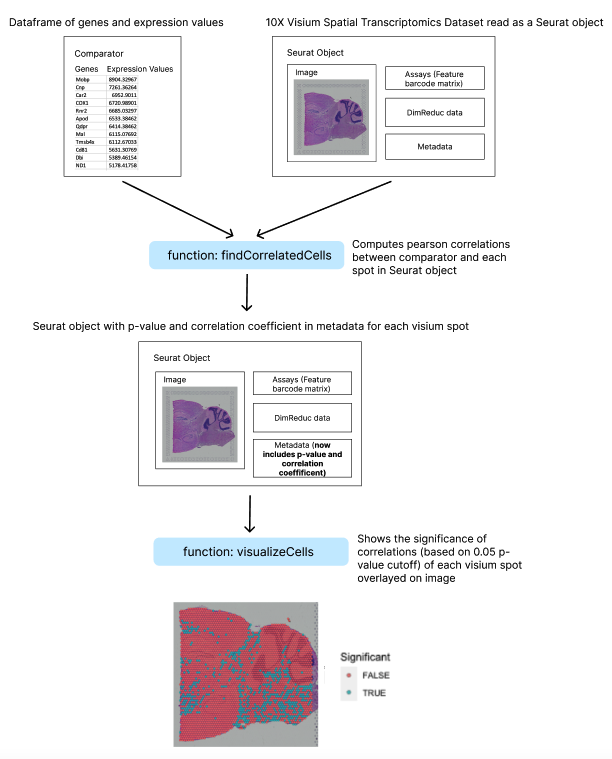 Dataframe of genes and expression values
10X Visium Spatial Transcriptomics Dataset read as a Seurat object
Comparator
Genes Expression Values
Mobp 8904.32967
Cnp 7261.36264
Car2 6952.9011
COX1 6720.98901
Rnr2 6685.03297
Apod 6533.38462
Qdpr 6414.38462
Mal 6115.07692
Tmsb4x 6112.67033
Cd81 5631.30769
Dbi 5389.46154
ND1 5178.41758
Seurat Object
Image
Assays (Feature
barcode matrix)
DimReduc data
Metadata
function: findCorrelatedCells
Computes pearson correlations
between comparator and each
spot in Seurat object
Seurat object with p-value and correlation coefficient in metadata for each visium spot
Seurat Object
Image
Assays (Feature
barcode matrix)
DimReduc data
Metadata (now
includes p-value and
correlation
coeffificent)
function: visualizeCells
Shows the significance of
correlations (based on 0.05 p-
value cutoff) of each visium spot
overlayed on image
Significant
FALSE
TRUE